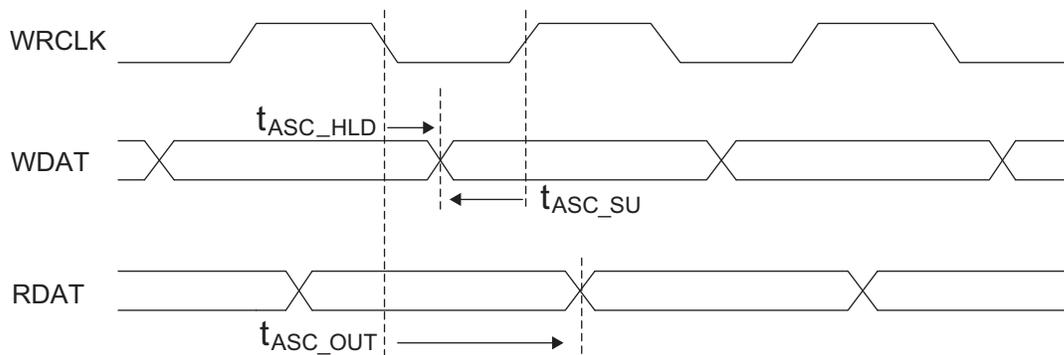 WRCLK
tASC_HLD
WDAT
tASC_SU
RDAT
tASC_OUT